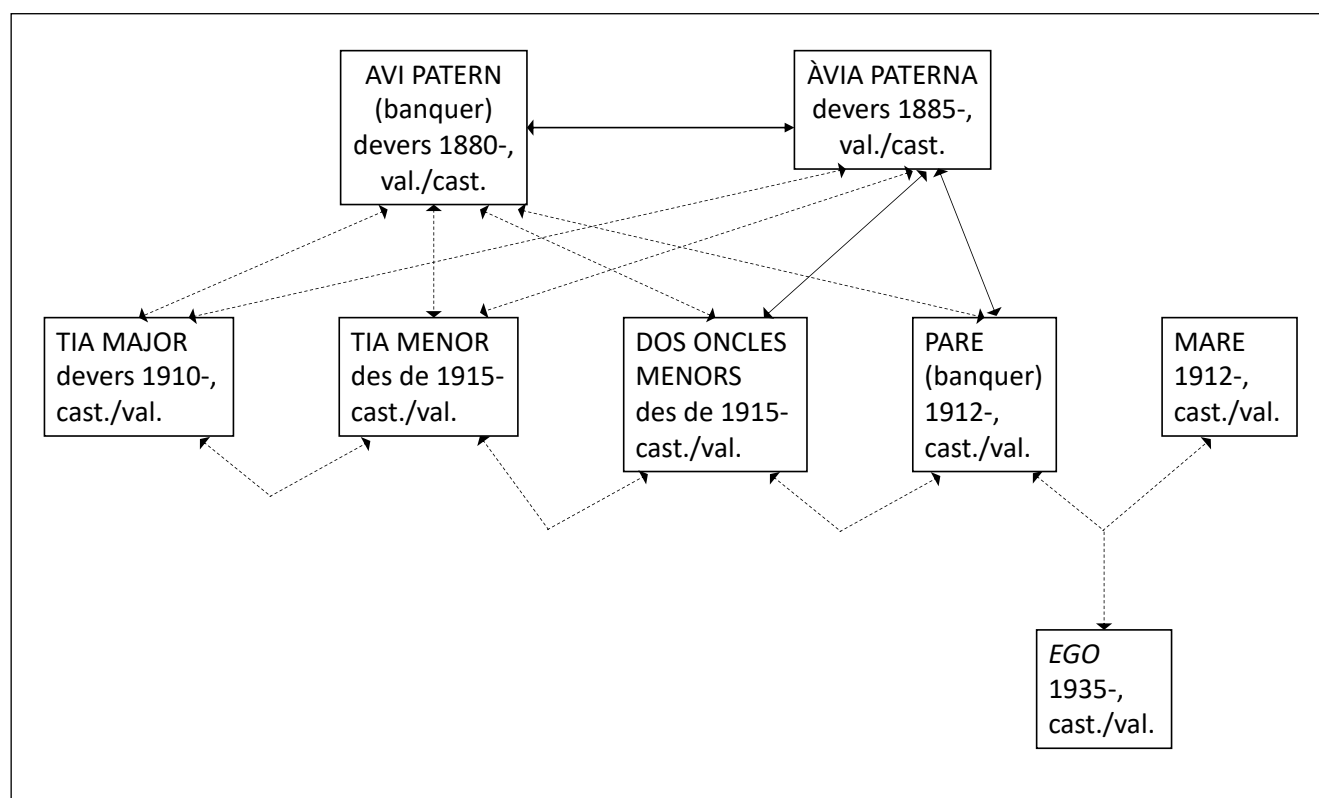 AVI PATERN
(banquer)
devers 1880-,
val./cast.
ÀVIA PATERNA
devers 1885-,
val./cast.
TIA MAJOR
devers 1910-,
cast./val.
TIA MENOR
des de 1915-
cast./val.
DOS ONCLES
MENORS
des de 1915-
cast./val.
PARE
(banquer)
1912-,
cast./val.
MARE
1912-,
cast./val.
EGO
1935-,
cast./val.